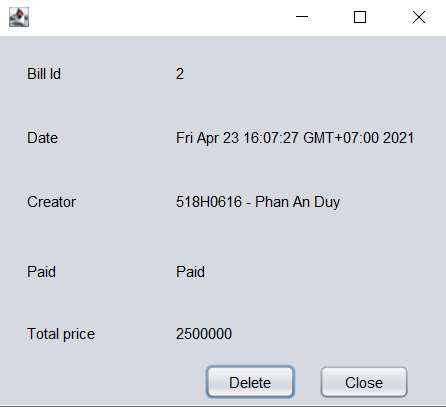 Bill Id 2
Date Fri Apr 23 16:07:27 GMT+07:00 2021
Creator 518H0616 - Phan An Duy
Paid Paid
Total price 2500000
Delete Close